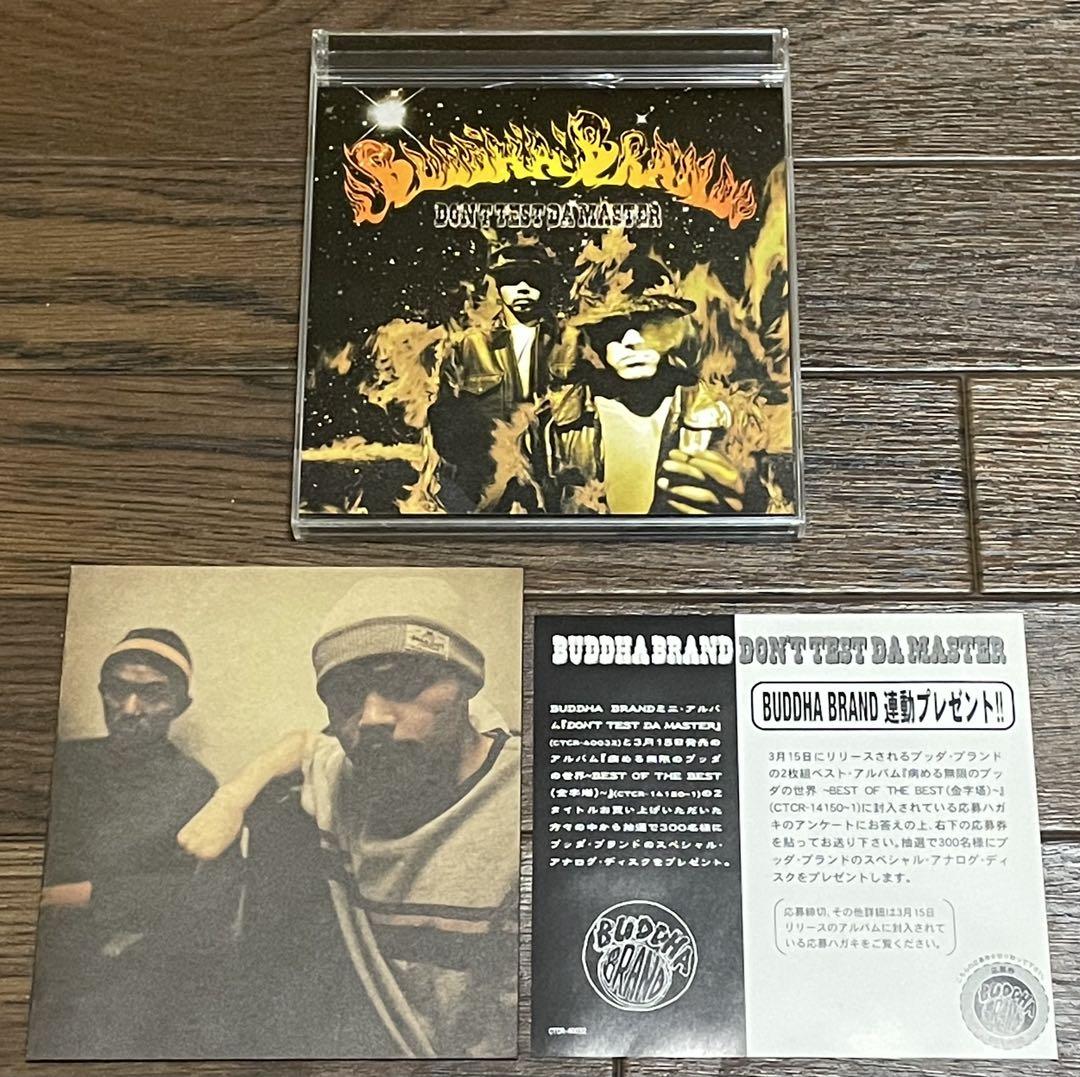 BUDDHA BRAND
DON'T TEST DA MASTER
BUDDHA BRAND DON'T TEST DA MASTER
BUDDHA BRANDミニ・アルバ
ム『DON'T TEST DA MASTER』
(CTCR-40032)と3月15日発売の
アルバム『病める無限のブッダ
の世界~BEST OF THE BEST
(金字塔)~』(CTCR-14150~1)の2
タイトルお買い上げいただいた
方々の中から抽選で300名様に
ブッダ・ブランドのスペシャル・
アナログ・ディスクをプレゼント。
BUDDHA
BRAND
CTCR-40032
BUDDHA BRAND 連動プレゼント!!
3月15日にリリースされるブッダ・ブランド
の2枚組ベスト・アルバム『病める無限のブッ
ダの世界 ~BEST OF THE BEST(金字塔)~』
(CTCR-14150~1)に封入されている応募ハガ
キのアンケートにお答えの上、右下の応募券
を貼ってお送り下さい。抽選で300名様にブ
ッダ・ブランドのスペシャル・アナログ・ディ
スクをプレゼントします。
応募締切、その他詳細は3月15日
リリースのアルバムに封入されて
いる応募ハガキをご覧ください。
応募券
BUDDHA
BRAND